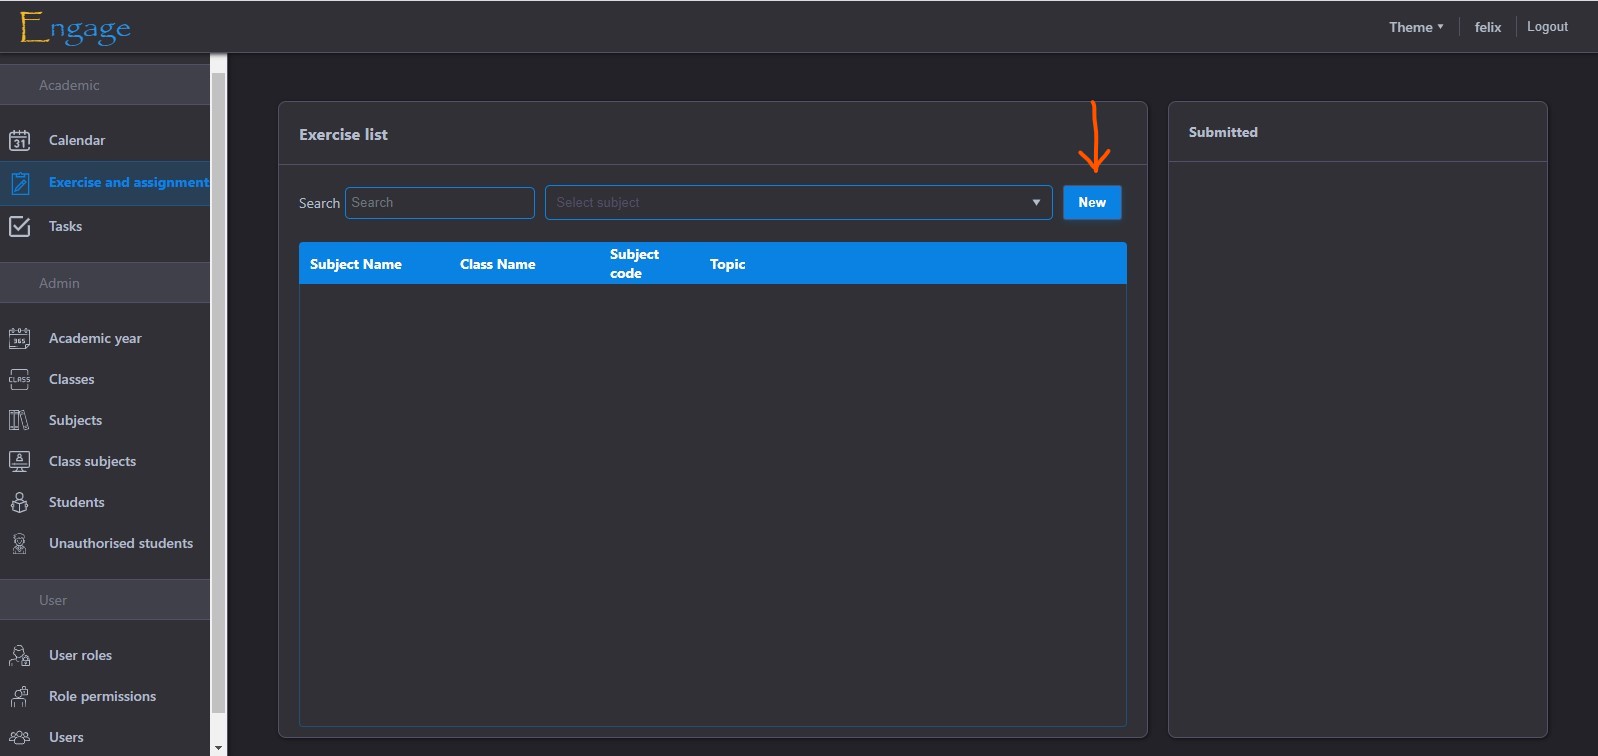 Engage
Theme
felix
Logout
Academic
31
Calendar
Exercise and assignment
Tasks
Admin
365
Academic year
CLASS
Classes
Subjects
Class subjects
Students
Unauthorised students
User
User roles
Role permissions
Users
Exercise list
Search
Search
Select subject
New
Subject Name
Class Name
Subject
code
Topic
Submitted